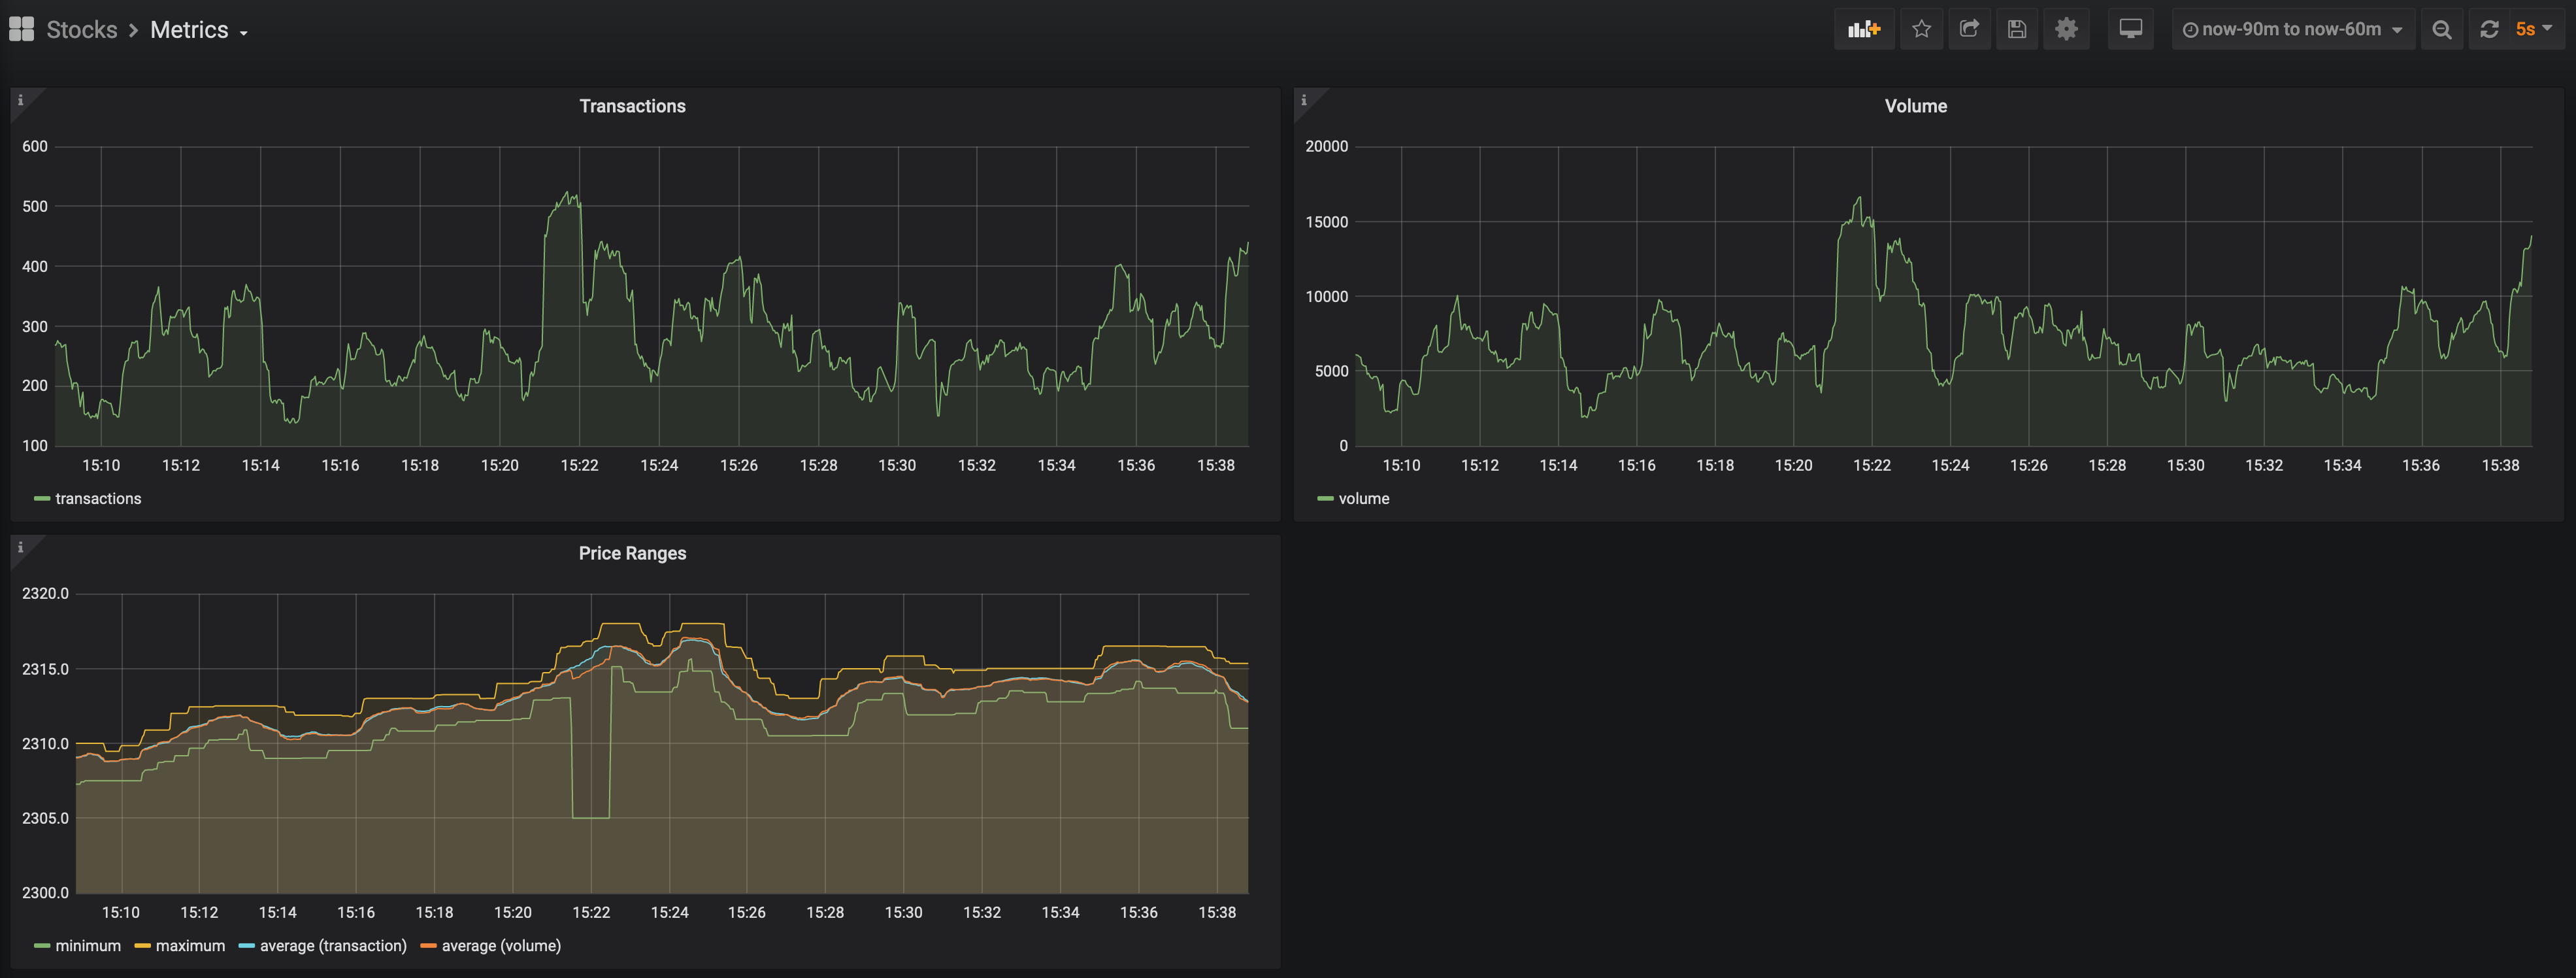 Stocks > Metrics
now-90m to now-60m
5s
i
Transactions
600
500
400
300
200
100
15:10 15:12 15:14 15:16 15:18 15:20 15:22 15:24 15:26 15:28 15:30 15:32 15:34 15:36 15:38
transactions
i
Volume
20000
15000
10000
5000
0
15:10 15:12 15:14 15:16 15:18 15:20 15:22 15:24 15:26 15:28 15:30 15:32 15:34 15:36 15:38
volume
i
Price Ranges
2320.0
2315.0
2310.0
2305.0
2300.0
15:10 15:12 15:14 15:16 15:18 15:20 15:22 15:24 15:26 15:28 15:30 15:32 15:34 15:36 15:38
minimum maximum average (transaction) average (volume)